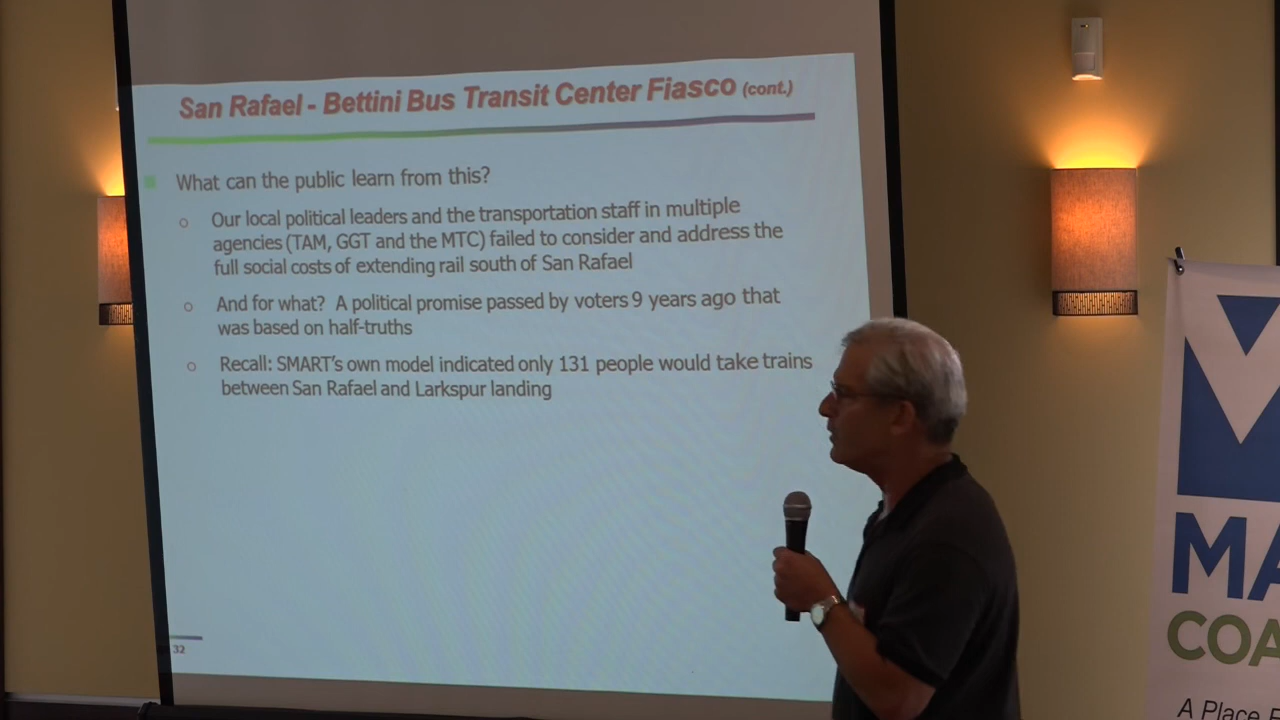 San Rafael - Bettini Bus Transit Center Fiasco (cont.)
What can the public learn from this?
Our local political leaders and the transportation staff in multiple
agencies (TAM, GGT and the MTC) failed to consider and address the
full social costs of extending rail south of San Rafael
And for what? A political promise passed by voters 9 years ago that
was based on half-truths
Recall: SMART's own model indicated only 131 people would take trains
between San Rafael and Larkspur landing
32
MA
COA
A Place